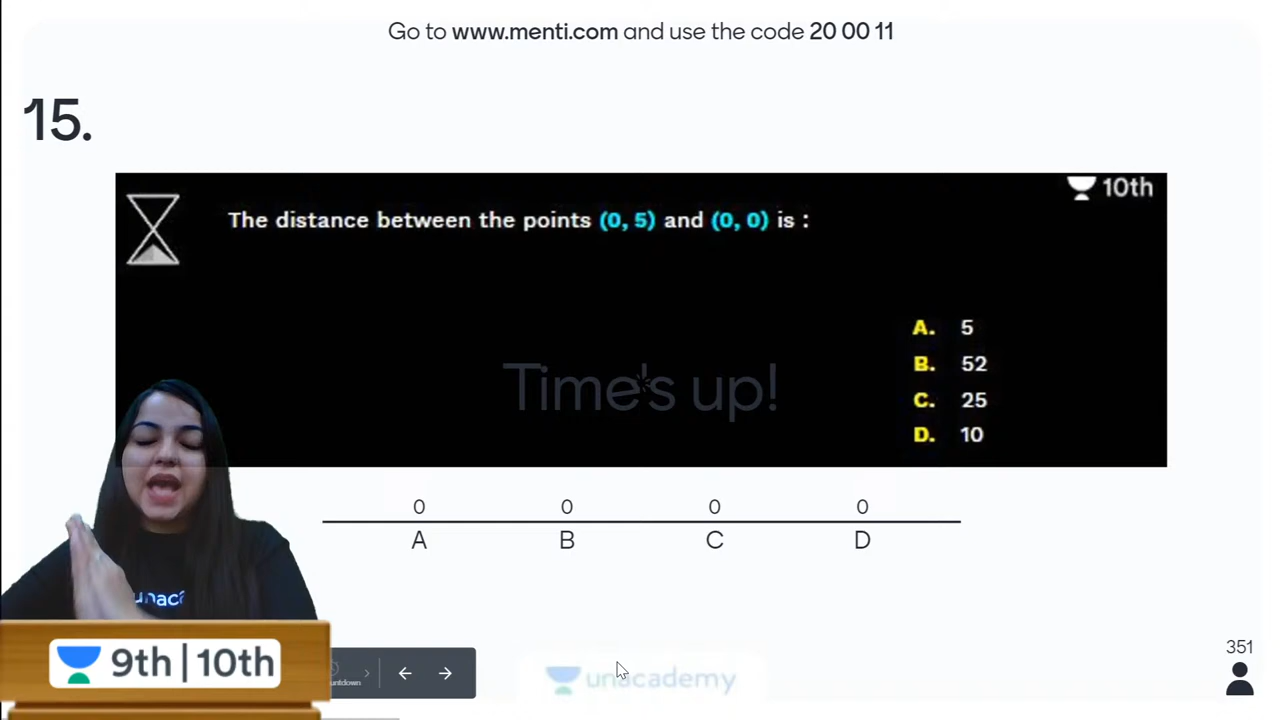 Go to www.menti.com and use the code 20 00 11
15.
10th
The distance between the points (0, 5) and (0, 0) is :
A. 5
B. 52
C. 25
D. 10
Time's up!
0 0 0 0
A B C D
unac
9th | 10th
unacademy
351